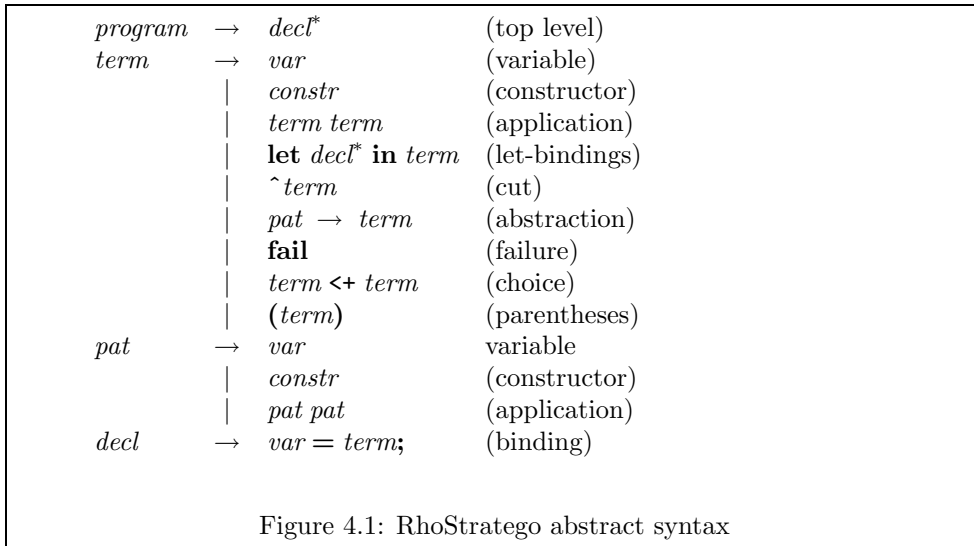 program → decl* (top level)
term → var (variable)
| constr (constructor)
| term term (application)
| let decl* in term (let-bindings)
| ^term (cut)
| pat → term (abstraction)
| fail (failure)
| term <+ term (choice)
| (term) (parentheses)
pat → var variable
| constr (constructor)
| pat pat (application)
decl → var = term; (binding)
Figure 4.1: RhoStratego abstract syntax